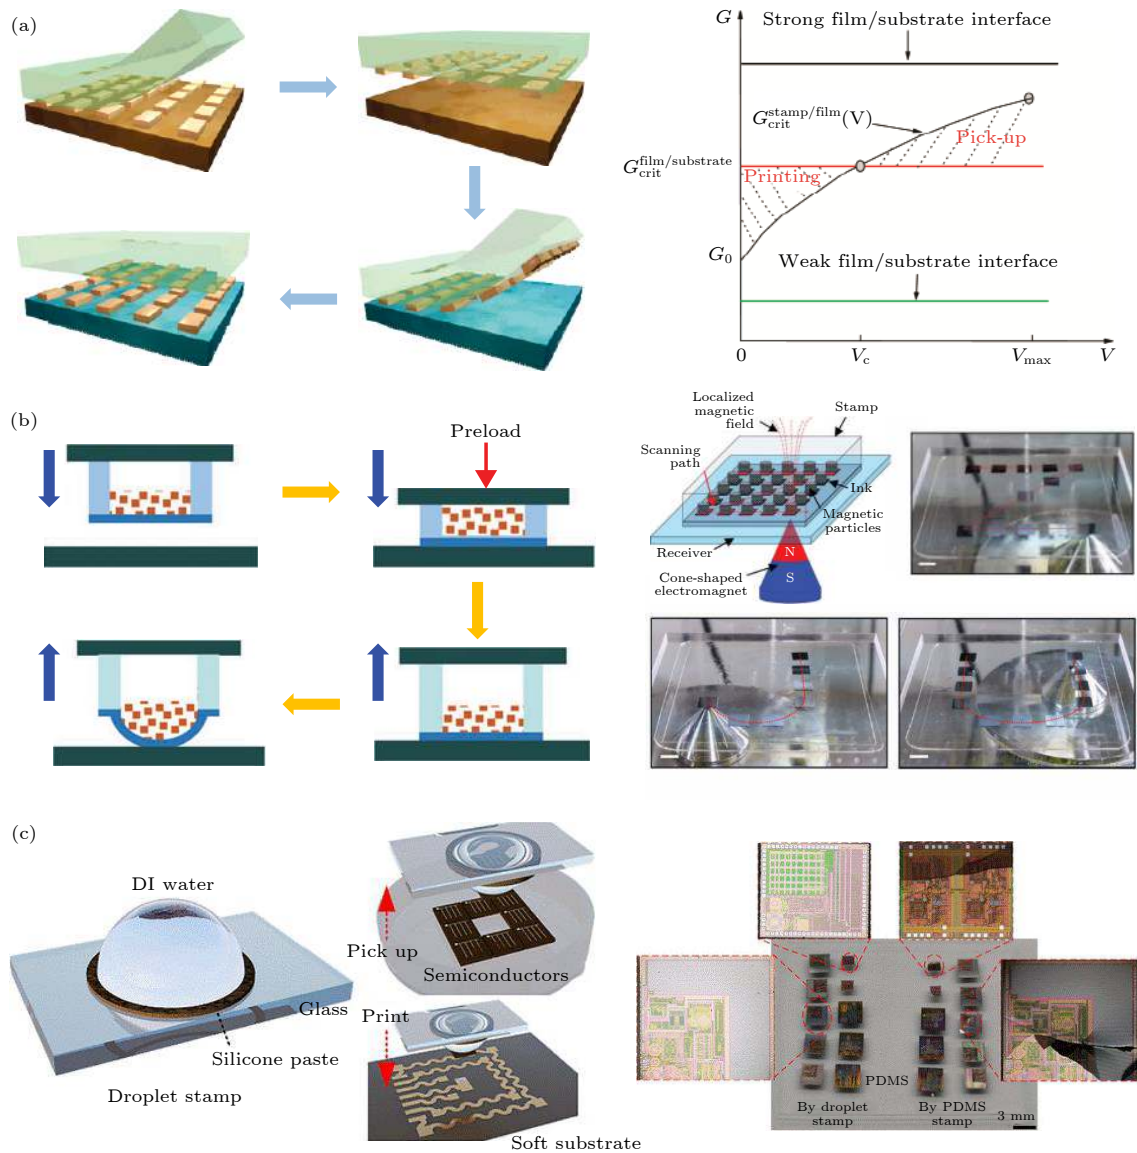 (a)
G
Strong film/substrate interface
G_crit^stamp/film(V)
Pick-up
G_crit^film/substrate
Printing
G_0
Weak film/substrate interface
0
V_c
V_max
V
(b)
Preload
Localized
magnetic
field
Stamp
Scanning
path
Ink
Magnetic
particles
Receiver
N
Cone-shaped
electromagnet
S
(c)
DI water
Glass
Silicone paste
Droplet stamp
Pick up
Semiconductors
Print
Soft substrate
PDMS
By droplet
stamp
By PDMS
stamp
3 mm